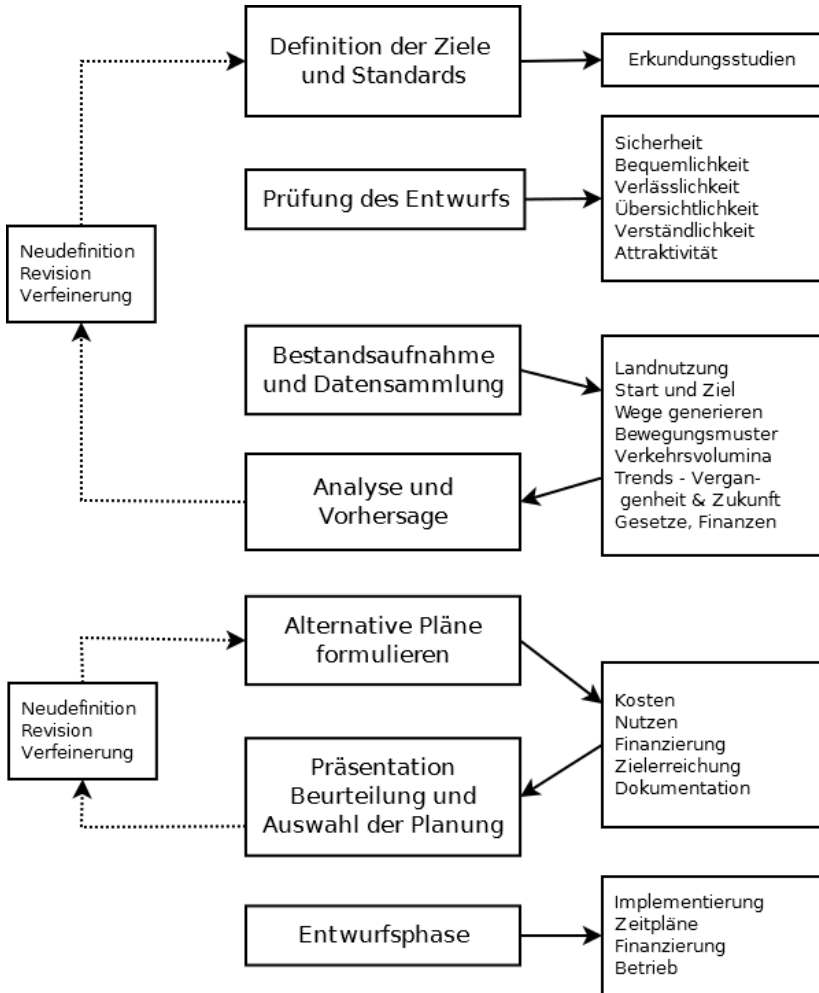 Definition der Ziele
und Standards
Erkundungsstudien
Prüfung des Entwurfs
Sicherheit
Bequemlichkeit
Verlässlichkeit
Übersichtlichkeit
Verständlichkeit
Attraktivität
Neudefinition
Revision
Verfeinerung
Bestandsaufnahme
und Datensammlung
Landnutzung
Start und Ziel
Wege generieren
Bewegungsmuster
Verkehrsvolumina
Trends - Vergan-
genheit & Zukunft
Gesetze, Finanzen
Analyse und
Vorhersage
Alternative Pläne
formulieren
Neudefinition
Revision
Verfeinerung
Kosten
Nutzen
Finanzierung
Zielerreichung
Dokumentation
Präsentation
Beurteilung und
Auswahl der Planung
Entwurfsphase
Implementierung
Zeitpläne
Finanzierung
Betrieb